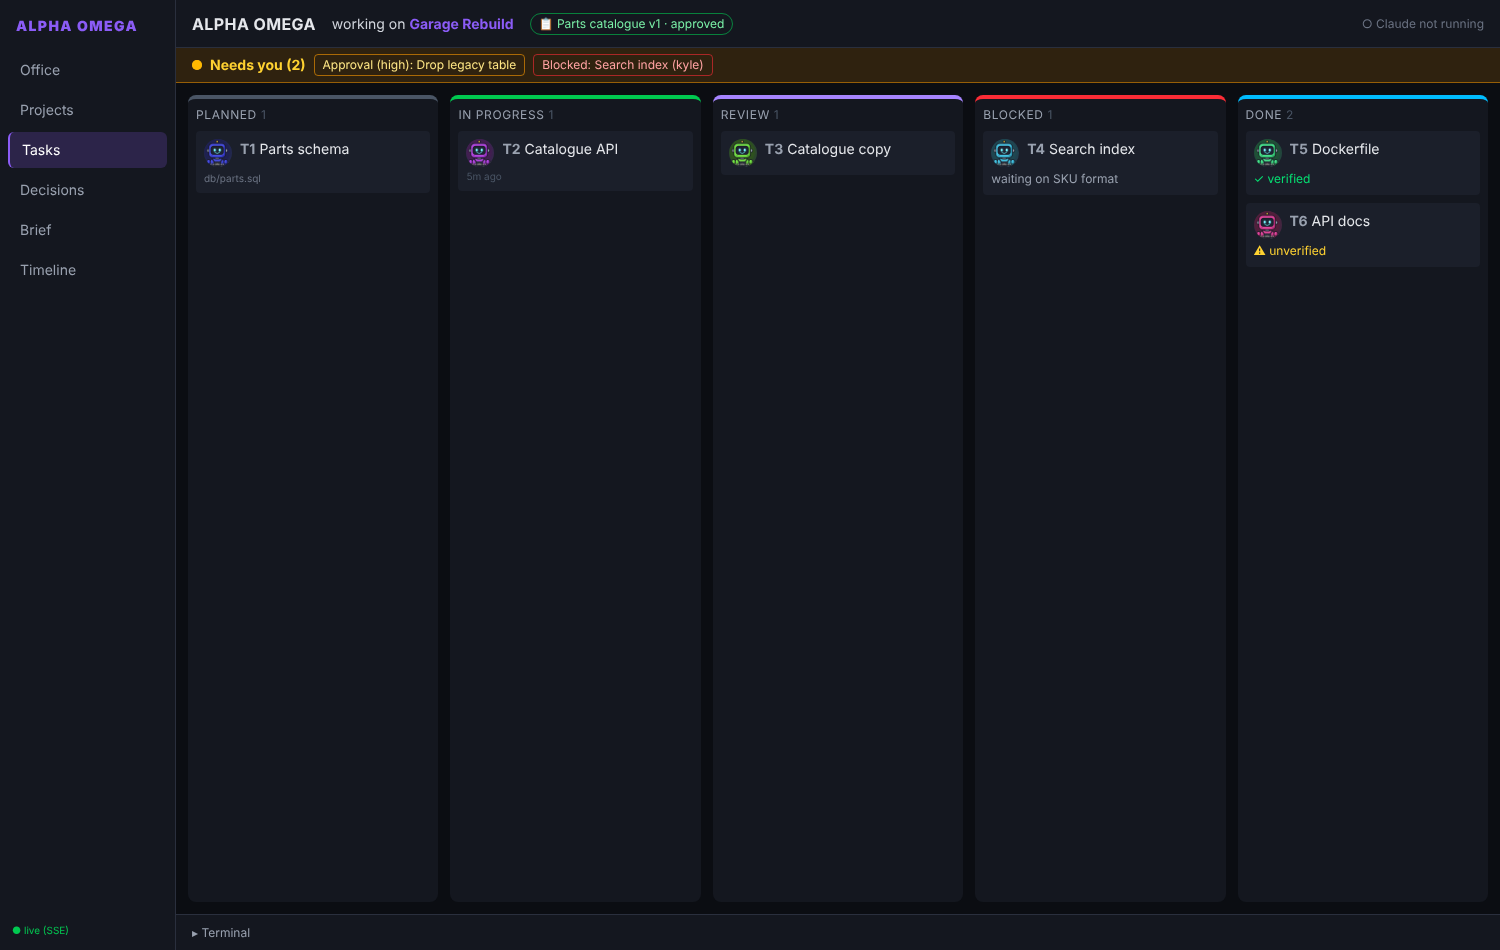 ALPHA OMEGA
Office
Projects
Tasks
Decisions
Brief
Timeline
live (SSE)
ALPHA OMEGA working on Garage Rebuild 📋 Parts catalogue v1 · approved ○ Claude not running
Needs you (2) Approval (high): Drop legacy table Blocked: Search index (kyle)
PLANNED 1
T1 Parts schema
db/parts.sql
IN PROGRESS 1
T2 Catalogue API
5m ago
REVIEW 1
T3 Catalogue copy
BLOCKED 1
T4 Search index
waiting on SKU format
DONE 2
T5 Dockerfile
✓ verified
T6 API docs
⚠ unverified
▸ Terminal